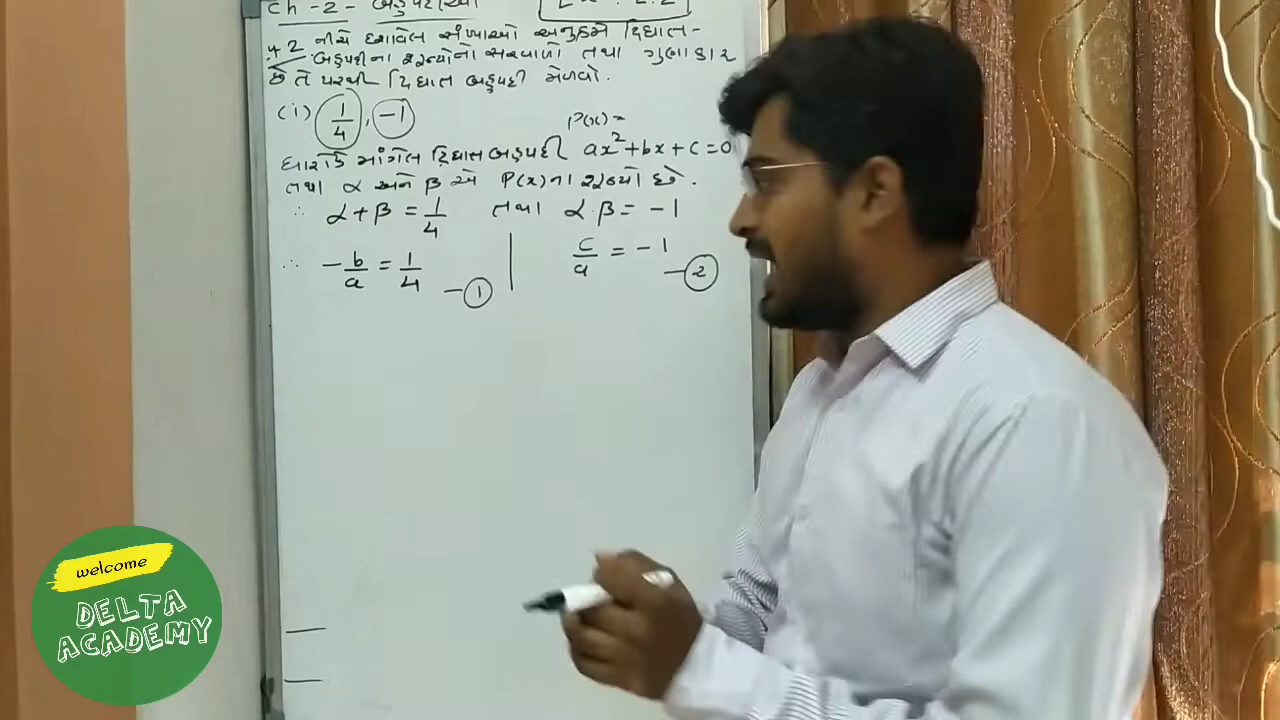 Ch-2- બહુપદીઓ
4.2 નીચે દર્શાવેલ સંખ્યાઓ અનુક્રમે દ્વિઘાત-
બહુપદીના શૂન્યોનો સરવાળો તથા ગુણાકાર
છે તે પરથી દ્વિઘાત બહુપદી મેળવો.
(i) 1/4, -1
P(x) =
ધારોકે માંગેલ દ્વિઘાત બહુપદી ax²+bx+c=0
તથા α અને β એ P(x)ના શૂન્યો છે.
∴ α+β = 1/4 તથા α.β = -1
∴ -b/a = 1/4 -① c/a = -1 -②
welcome
DELTA
ACADEMY